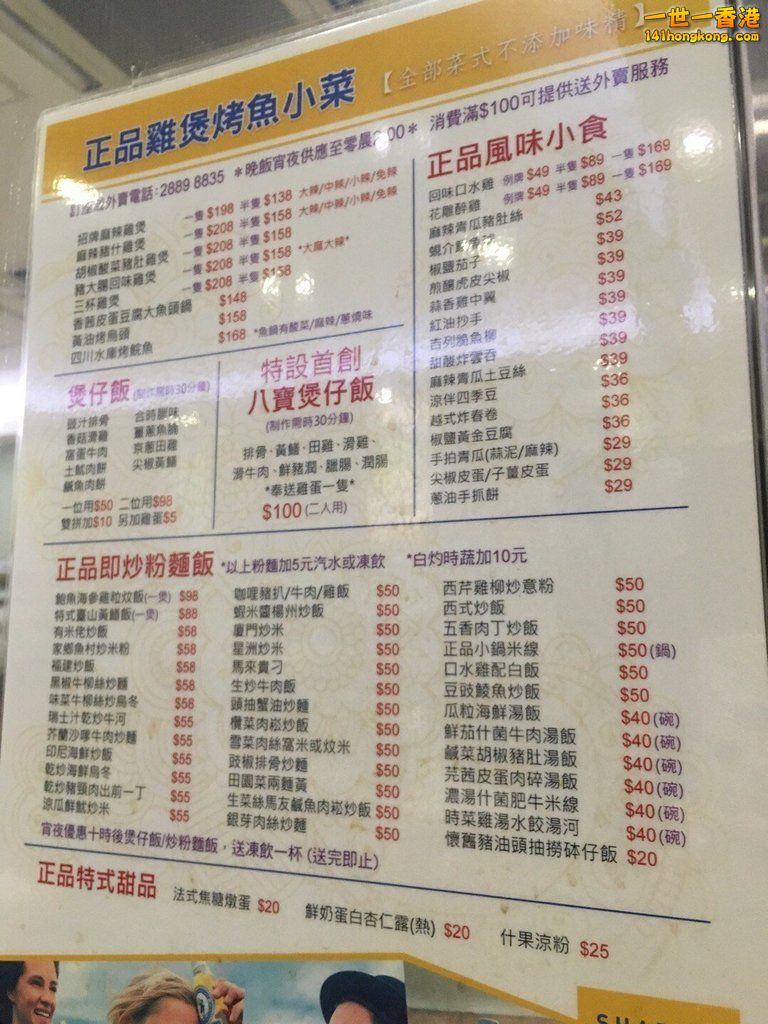 一世一香港
141hongkong.com
正品雞煲烤魚小菜 【全部菜式不添加味精】
訂座或外賣電話：2889 8835 *晚飯宵夜供應至零晨 :00* 消費滿$100可提供送外賣服務
招牌麻辣雞煲 一隻 $198 半隻 $138 大辣/中辣/小辣/免辣
麻辣豬什雞煲 一隻 $208 半隻 $158 大辣/中辣/小辣/免辣
胡椒酸菜豬肚雞煲 一隻 $208 半隻 $158
豬大腸回味雞煲 一隻 $208 半隻 $158 *大麻大辣*
三杯雞煲 一隻 $208 半隻 $158
香茜皮蛋豆腐大魚頭鍋 $148
黃油烤烏頭 $158
四川水庫烤鯇魚 $168 *魚鍋有酸菜/麻辣/蔥燒味
正品風味小食
回味口水雞 例牌 $49 半隻 $89 一隻 $169
花雕醉雞 例牌 $49 半隻 $89 一隻 $169
麻辣青瓜豬肚絲 $43
蜆介 $52
椒鹽茄子 $39
煎釀虎皮尖椒 $39
蒜香雞中翼 $39
紅油抄手 $39
吉列脆魚柳 $39
甜酸炸雲吞 $39
麻辣青瓜土豆絲 $39
涼伴四季豆 $36
越式炸春卷 $36
椒鹽黃金豆腐 $36
手拍青瓜(蒜泥/麻辣) $29
尖椒皮蛋/子薑皮蛋 $29
蔥油手抓餅 $29
煲仔飯 (制作需時30分鐘)
豉汁排骨 合時臘味
香菇滑雞 薑蔥魚腩
富蛋牛肉 京蔥田雞
土魷肉餅 尖椒黃鱔
鹹魚肉餅
一位用$50 二位用$98
雙拼加$10 另加雞蛋$5
特設首創
八寶煲仔飯
(制作需時30分鐘)
排骨、黃鱔、田雞、滑雞、
滑牛肉、鮮豬潤、臘腸、潤腸
*奉送雞蛋一隻*
$100 (二人用)
正品即炒粉麵飯 *以上粉麵加5元汽水或凍飲 *白灼時蔬加10元
鮑魚海參雞粒炆飯(一煲) $98
特式臺山黃鱔飯(一煲) $88
有米佬炒飯 $58
家鄉魚村炒米粉 $58
福建炒飯 $58
黑椒牛柳絲炒麵 $58
味菜牛柳絲炒烏冬 $58
瑞士汁乾炒牛河 $55
芥蘭沙嗲牛肉炒麵 $55
印尼海鮮炒飯 $55
乾炒海鮮烏冬 $55
乾炒豬頸肉出前一丁 $55
涼瓜鮮魷炒米 $55
咖喱豬扒/牛肉/雞飯 $50
蝦米醬楊州炒飯 $50
廈門炒米 $50
星洲炒米 $50
馬來貴刁 $50
生炒牛肉飯 $50
頭抽蟹油炒麵 $50
欖菜肉崧炒飯 $50
雪菜肉絲窩米或炆米 $50
豉椒排骨炒麵 $50
田園菜兩麵黃 $50
生菜絲馬友鹹魚肉崧炒飯 $50
銀芽肉絲炒麵 $50
西芹雞柳炒意粉 $50
西式炒飯 $50
五香肉丁炒飯 $50
正品小鍋米線 $50 (鍋)
口水雞配白飯 $50
豆豉鯪魚炒飯 $50
瓜粒海鮮湯飯 $40 (碗)
鮮茄什菌牛肉湯飯 $40 (碗)
鹹菜胡椒豬肚湯飯 $40 (碗)
芫茜皮蛋肉碎湯飯 $40 (碗)
濃湯什菌肥牛米線 $40 (碗)
時菜雞湯水餃湯河 $40 (碗)
懷舊豬油頭抽撈砵仔飯 $20
宵夜優惠十時後煲仔飯/炒粉麵飯，送凍飲一杯 (送完即止)
正品特式甜品 法式焦糖燉蛋 $20 鮮奶蛋白杏仁露(熱) $20 什果涼粉 $25